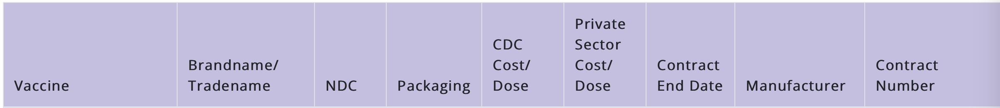 Vaccine
Brandname/
Tradename
NDC
Packaging
CDC
Cost/
Dose
Private
Sector
Cost/
Dose
Contract
End Date
Manufacturer
Contract
Number